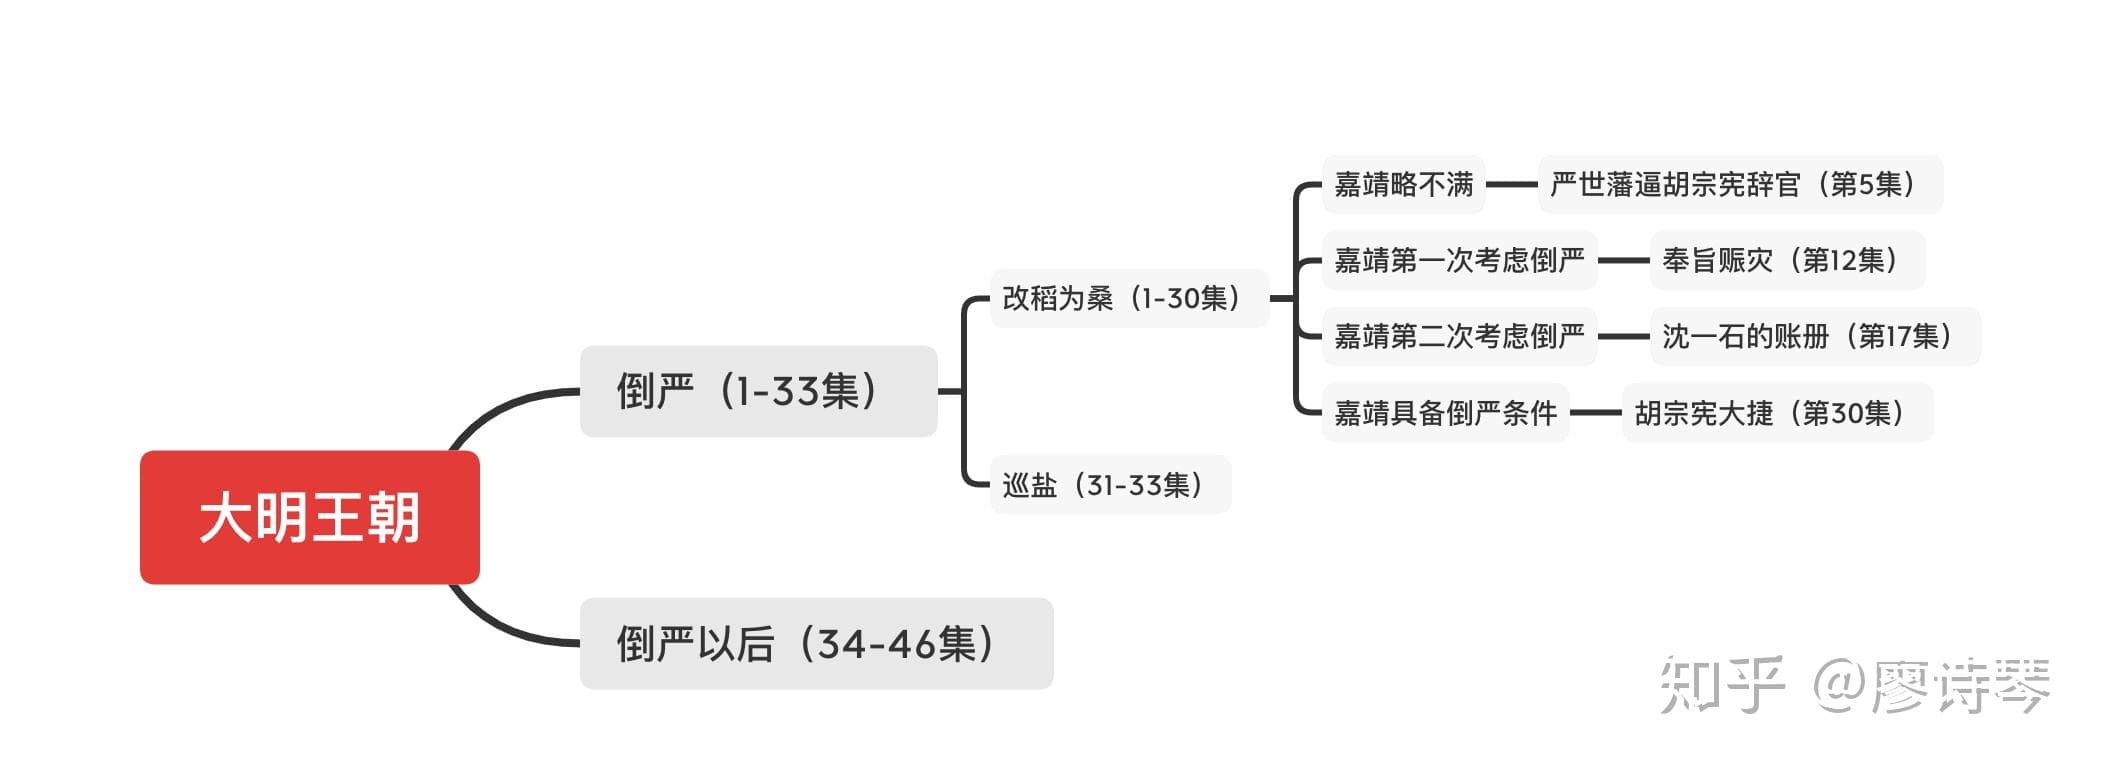 大明王朝
倒严（1-33集）
改稻为桑（1-30集）
嘉靖略不满
严世藩逼胡宗宪辞官（第5集）
嘉靖第一次考虑倒严
奉旨赈灾（第12集）
嘉靖第二次考虑倒严
沈一石的账册（第17集）
嘉靖具备倒严条件
胡宗宪大捷（第30集）
巡盐（31-33集）
倒严以后（34-46集）
知乎 @廖诗琴